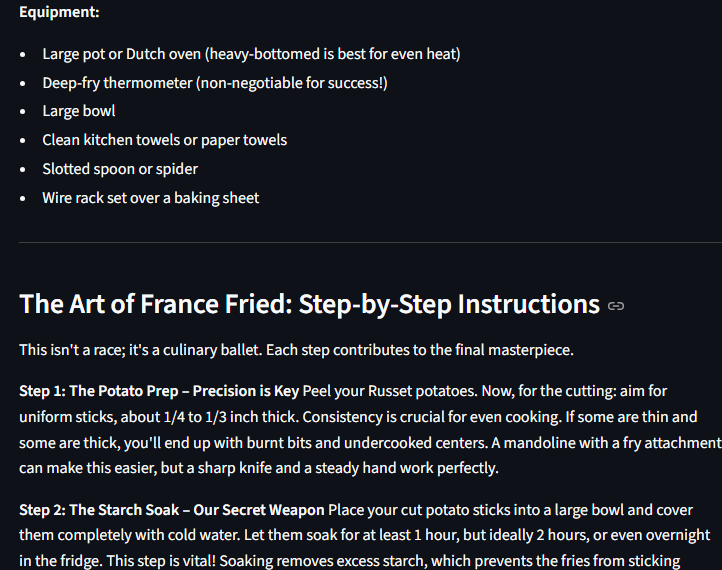 Equipment:
Large pot or Dutch oven (heavy-bottomed is best for even heat)
Deep-fry thermometer (non-negotiable for success!)
Large bowl
Clean kitchen towels or paper towels
Slotted spoon or spider
Wire rack set over a baking sheet
The Art of France Fried: Step-by-Step Instructions
This isn't a race; it's a culinary ballet. Each step contributes to the final masterpiece.
Step 1: The Potato Prep – Precision is Key Peel your Russet potatoes. Now, for the cutting: aim for
uniform sticks, about 1/4 to 1/3 inch thick. Consistency is crucial for even cooking. If some are thin and
some are thick, you'll end up with burnt bits and undercooked centers. A mandoline with a fry attachment
can make this easier, but a sharp knife and a steady hand work perfectly.
Step 2: The Starch Soak – Our Secret Weapon Place your cut potato sticks into a large bowl and cover
them completely with cold water. Let them soak for at least 1 hour, but ideally 2 hours, or even overnight
in the fridge. This step is vital! Soaking removes excess starch, which prevents the fries from sticking